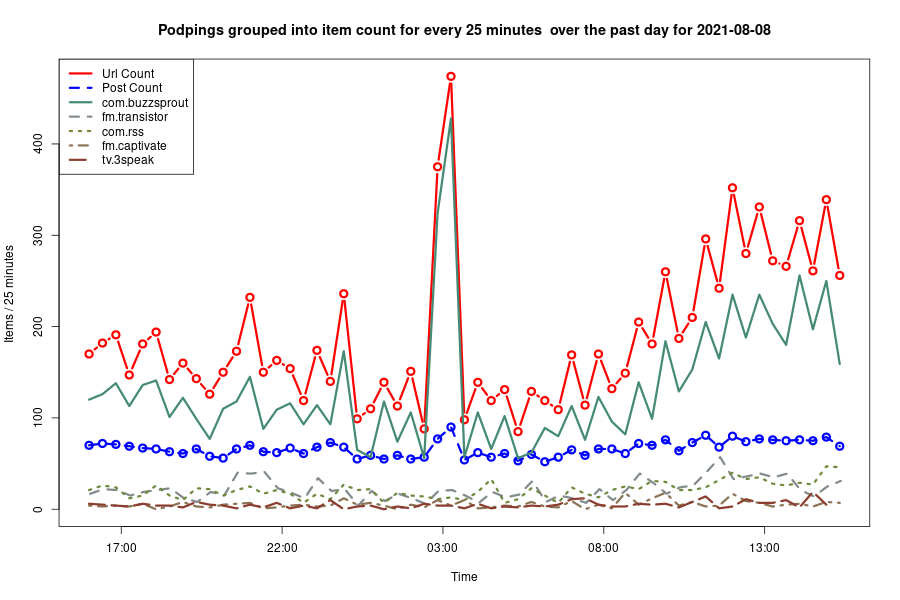 Podpings grouped into item count for every 25 minutes  over the past day for 2021-08-08
Url Count
Post Count
com.buzzsprout
fm.transistor
com.rss
fm.captivate
tv.3speak
Items / 25 minutes
400
300
200
100
0
17:00 22:00 03:00 08:00 13:00
Time